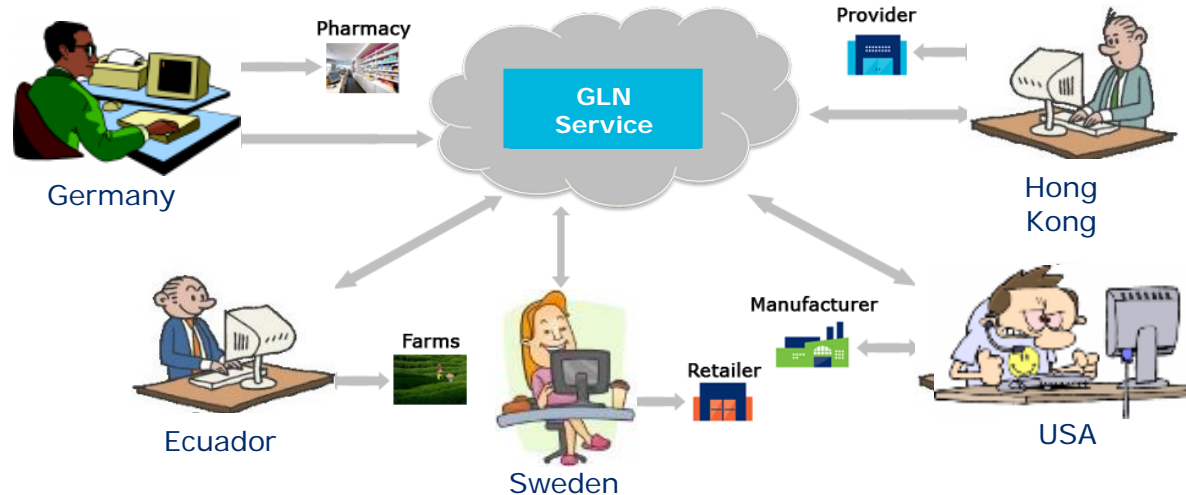 Pharmacy
Provider
GLN
Service
Germany
Hong
Kong
Manufacturer
Farms
Retailer
Ecuador
USA
Sweden